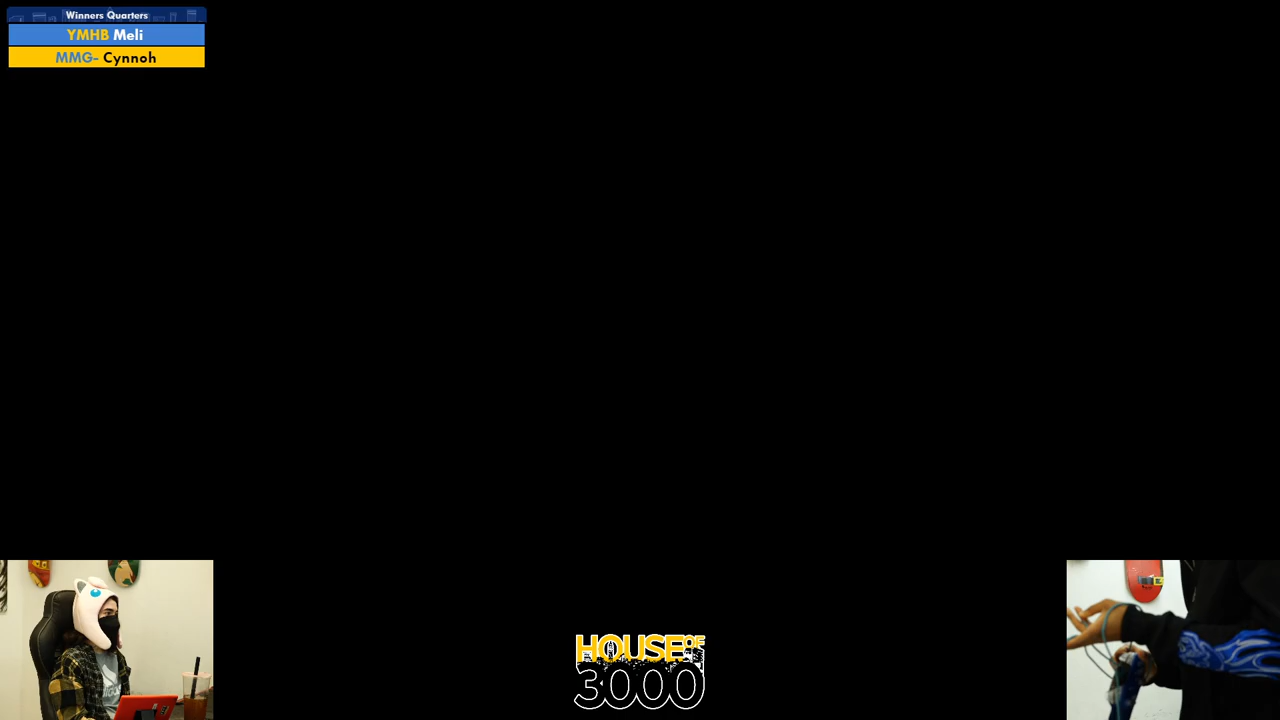 Winners Quarters
YMHB Meli
MMG- Cynnoh
HOUSE OF
3000